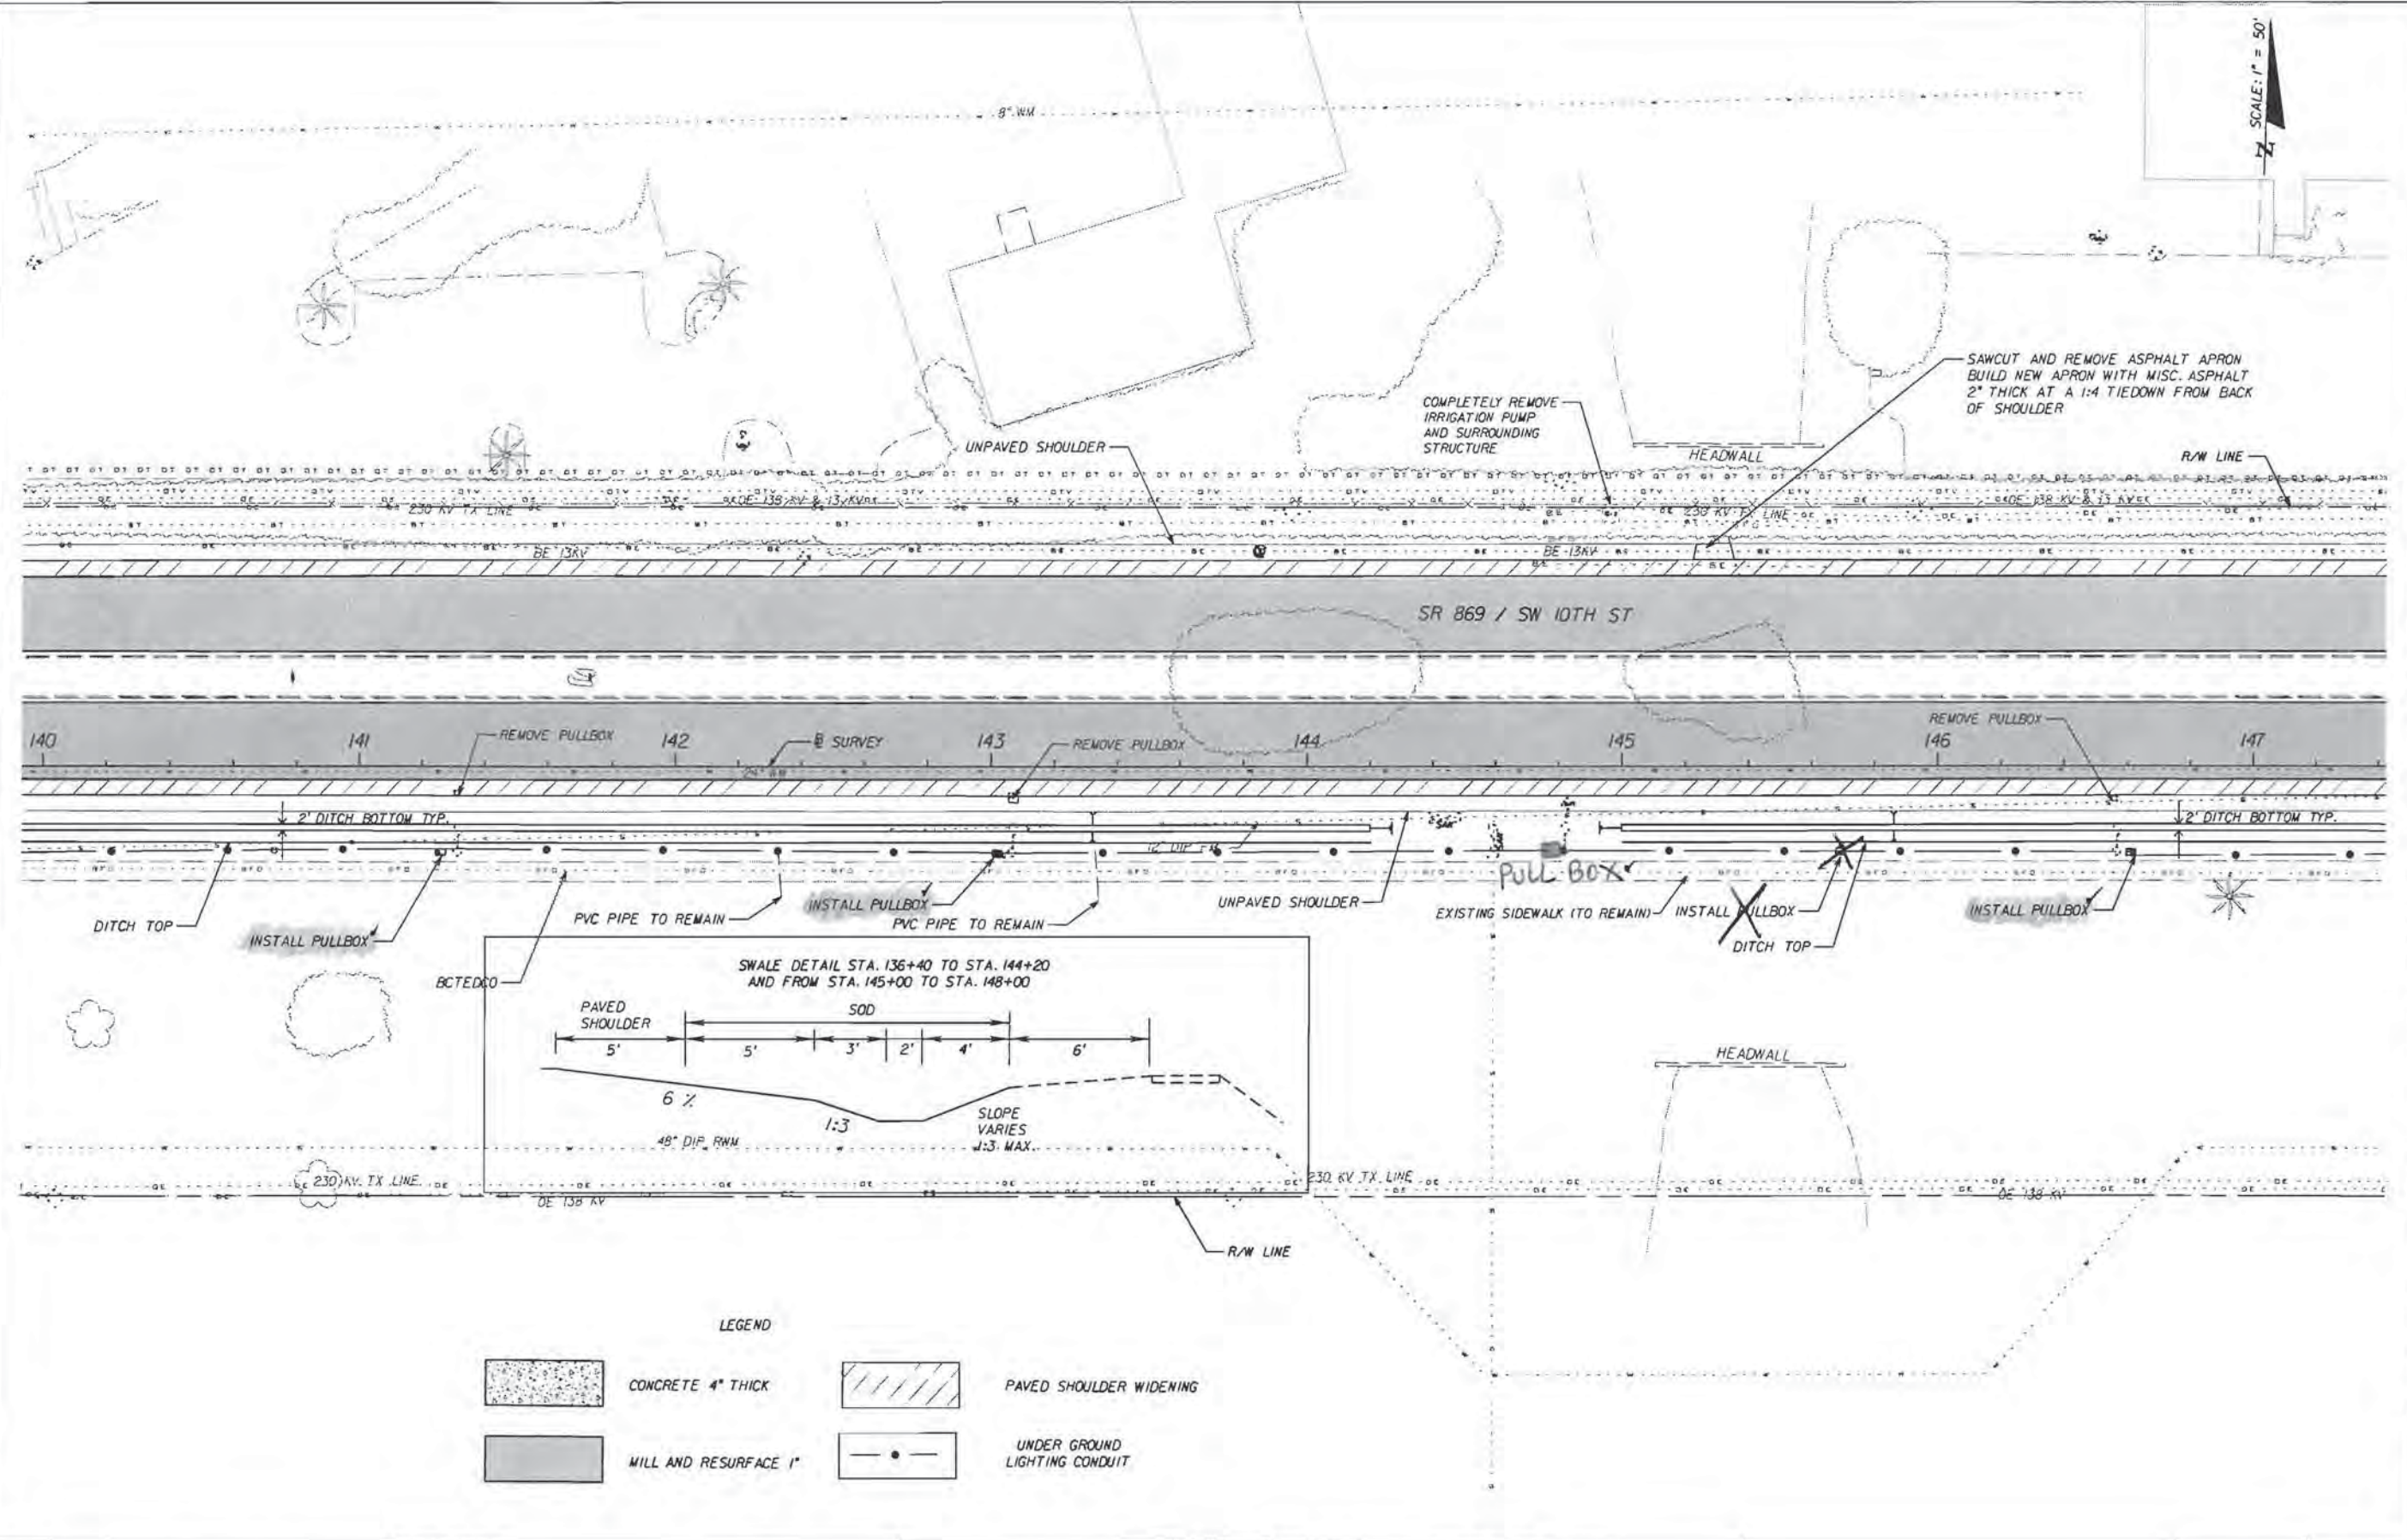 SCALE: 1" = 50'
N
8" WM
SAWCUT AND REMOVE ASPHALT APRON
BUILD NEW APRON WITH MISC. ASPHALT
2" THICK AT A 1:4 TIEDOWN FROM BACK
OF SHOULDER
COMPLETELY REMOVE
IRRIGATION PUMP
AND SURROUNDING
STRUCTURE
UNPAVED SHOULDER
HEADWALL
R/W LINE
OE 138 KV & 13 KV
230 KV TX LINE
OE 138 KV & 13 KV
230 KV TX LINE
BE 13KV
BE 13KV
SR 869 / SW 10TH ST
REMOVE PULLBOX
140
141
REMOVE PULLBOX
142
B SURVEY
143
REMOVE PULLBOX
144
145
146
147
24" WM
2' DITCH BOTTOM TYP.
2' DITCH BOTTOM TYP.
12" DIP FM
PULL BOX
DITCH TOP
INSTALL PULLBOX
BCTEDCO
PVC PIPE TO REMAIN
INSTALL PULLBOX
PVC PIPE TO REMAIN
UNPAVED SHOULDER
EXISTING SIDEWALK (TO REMAIN)
INSTALL PULLBOX
DITCH TOP
INSTALL PULLBOX
SWALE DETAIL STA. 136+40 TO STA. 144+20
AND FROM STA. 145+00 TO STA. 148+00
PAVED
SHOULDER
SOD
5'
5'
3'
2'
4'
6'
6 %
1:3
SLOPE
VARIES
1:3 MAX.
HEADWALL
48" DIP RWM
230 KV TX LINE
OE 138 KV
230 KV TX LINE
OE 138 KV
R/W LINE
LEGEND
CONCRETE 4" THICK
PAVED SHOULDER WIDENING
MILL AND RESURFACE 1"
UNDER GROUND
LIGHTING CONDUIT